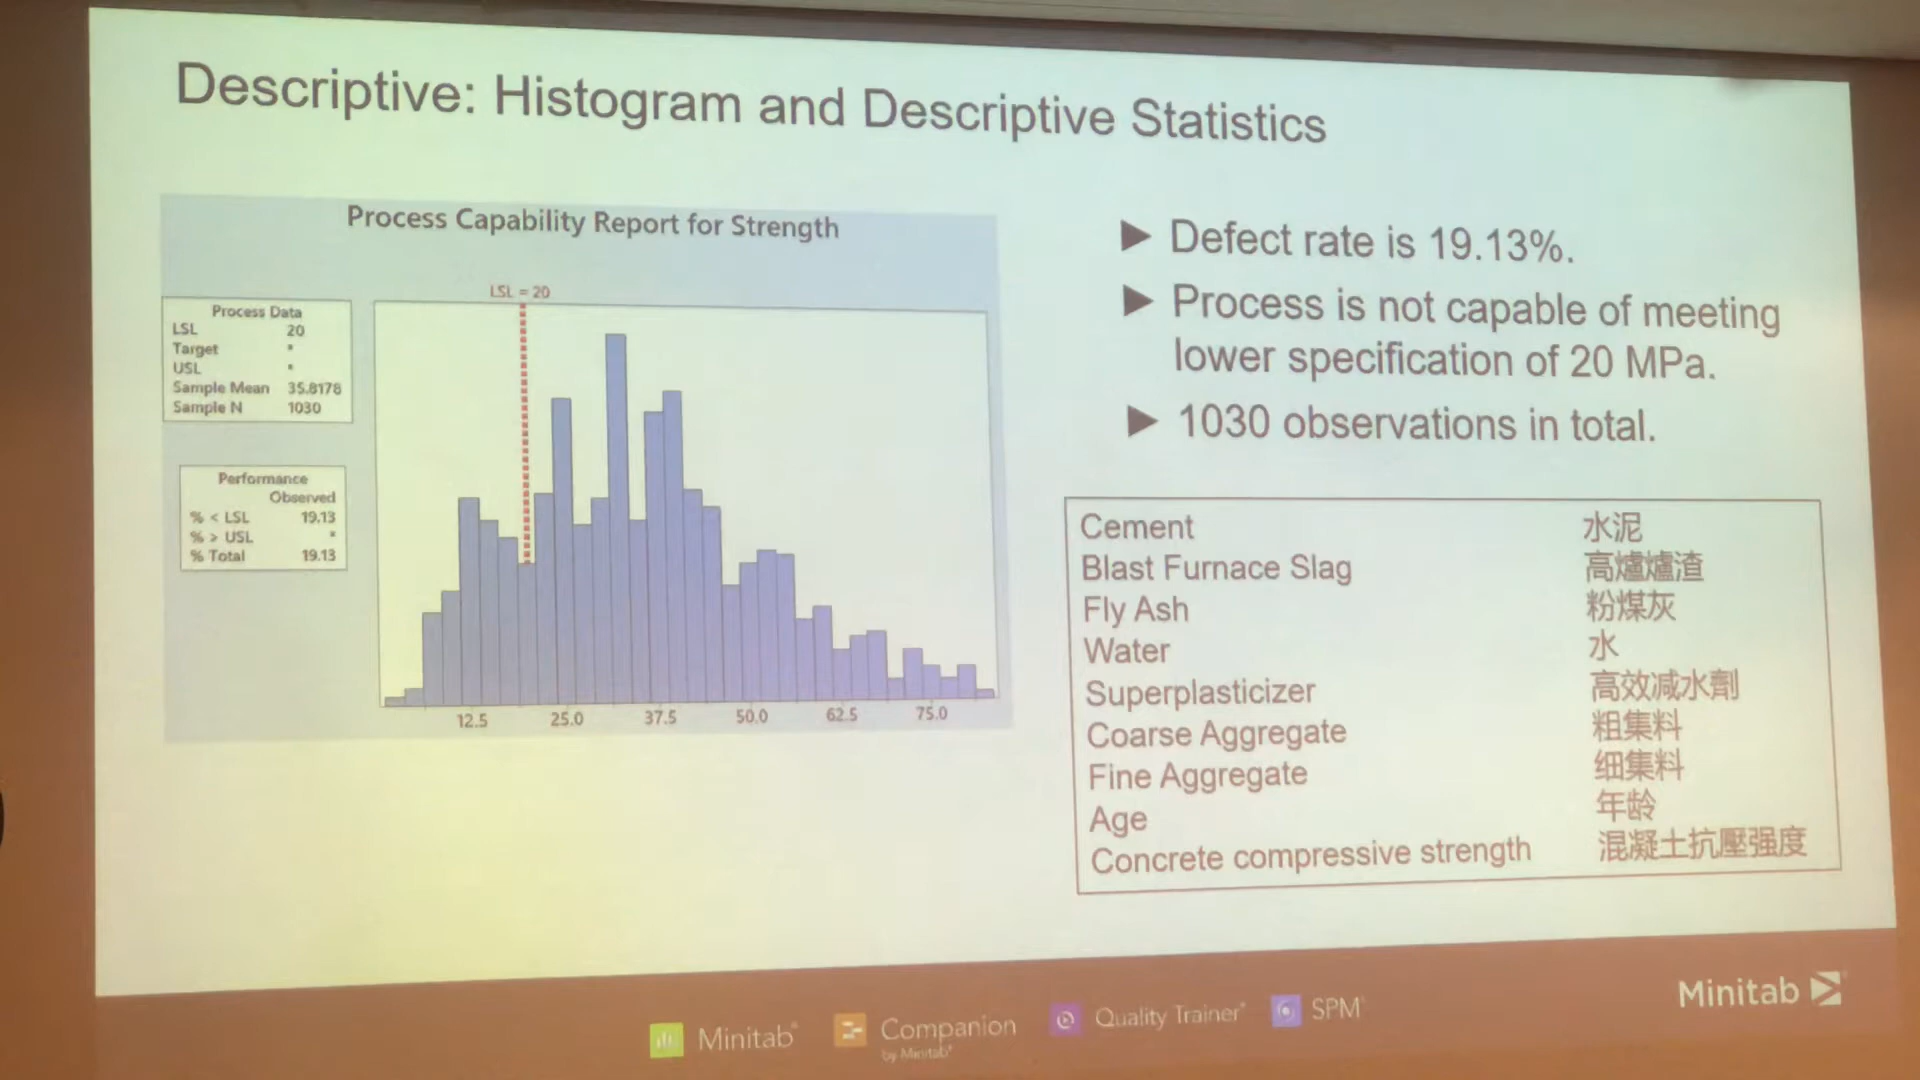 Descriptive: Histogram and Descriptive Statistics
Process Capability Report for Strength
LSL = 20
Process Data
LSL 20
Target *
USL *
Sample Mean 35.8178
Sample N 1030
Performance
Observed
% < LSL 19.13
% > USL *
% Total 19.13
12.5 25.0 37.5 50.0 62.5 75.0
► Defect rate is 19.13%.
► Process is not capable of meeting
lower specification of 20 MPa.
► 1030 observations in total.
Cement 水泥
Blast Furnace Slag 高爐爐渣
Fly Ash 粉煤灰
Water 水
Superplasticizer 高效減水劑
Coarse Aggregate 粗集料
Fine Aggregate 细集料
Age 年龄
Concrete compressive strength 混凝土抗壓强度
Minitab
Minitab® Companion by Minitab® Quality Trainer® SPM®